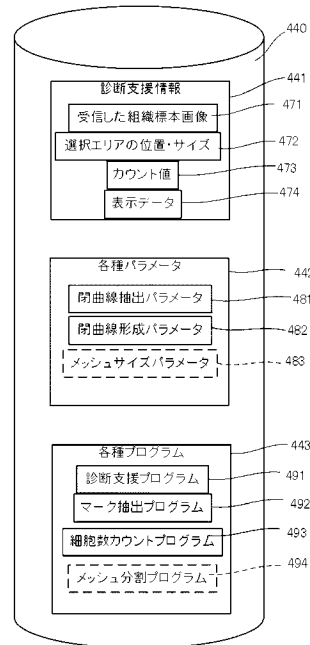 440
診断支援情報
441
受信した組織標本画像
471
選択エリアの位置・サイズ
472
カウント値
473
表示データ
474
各種パラメータ
442
閉曲線抽出パラメータ
481
閉曲線形成パラメータ
482
メッシュサイズパラメータ
483
各種プログラム
443
診断支援プログラム
491
マーク抽出プログラム
492
細胞数カウントプログラム
493
メッシュ分割プログラム
494